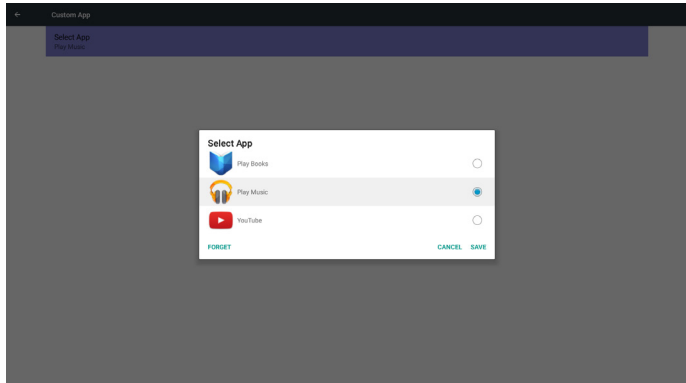 Custom App
Select App
Play Music
Select App
Play Books
Play Music
YouTube
FORGET CANCEL SAVE